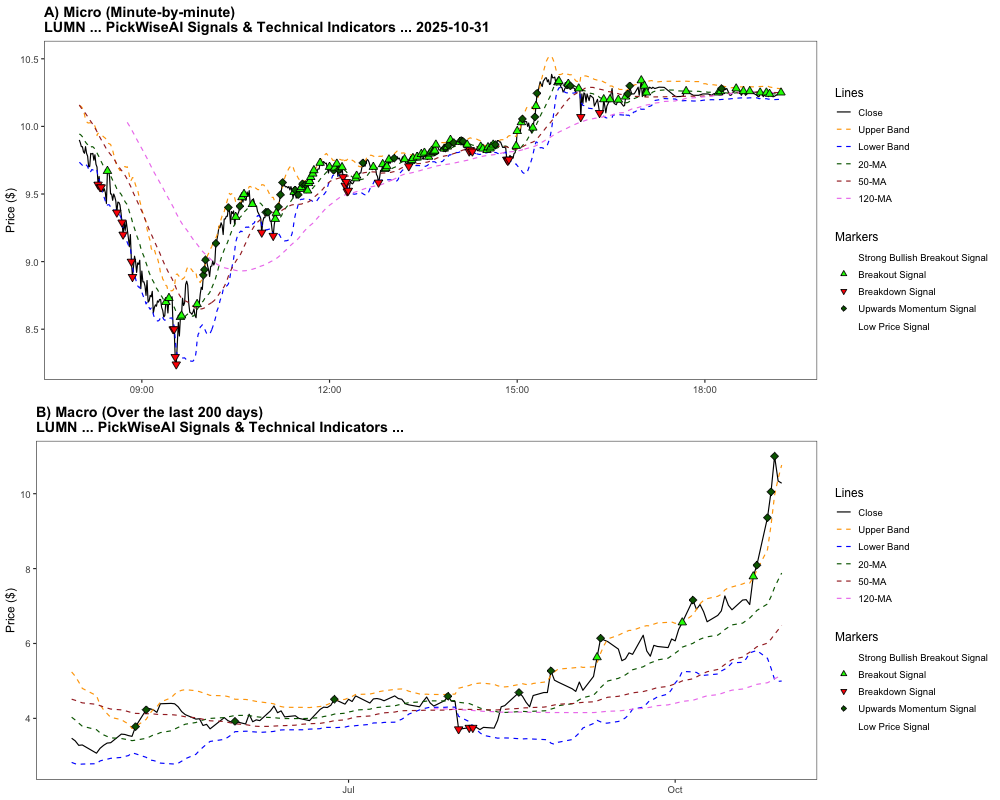 A) Micro (Minute-by-minute)
LUMN ... PickWiseAI Signals & Technical Indicators ... 2025-10-31
Price ($)
10.5
10.0
9.5
9.0
8.5
09:00
12:00
15:00
18:00
Lines
Close
Upper Band
Lower Band
20-MA
50-MA
120-MA
Markers
Strong Bullish Breakout Signal
Breakout Signal
Breakdown Signal
Upwards Momentum Signal
Low Price Signal
B) Macro (Over the last 200 days)
LUMN ... PickWiseAI Signals & Technical Indicators ...
Price ($)
10
8
6
4
Jul
Oct
Lines
Close
Upper Band
Lower Band
20-MA
50-MA
120-MA
Markers
Strong Bullish Breakout Signal
Breakout Signal
Breakdown Signal
Upwards Momentum Signal
Low Price Signal